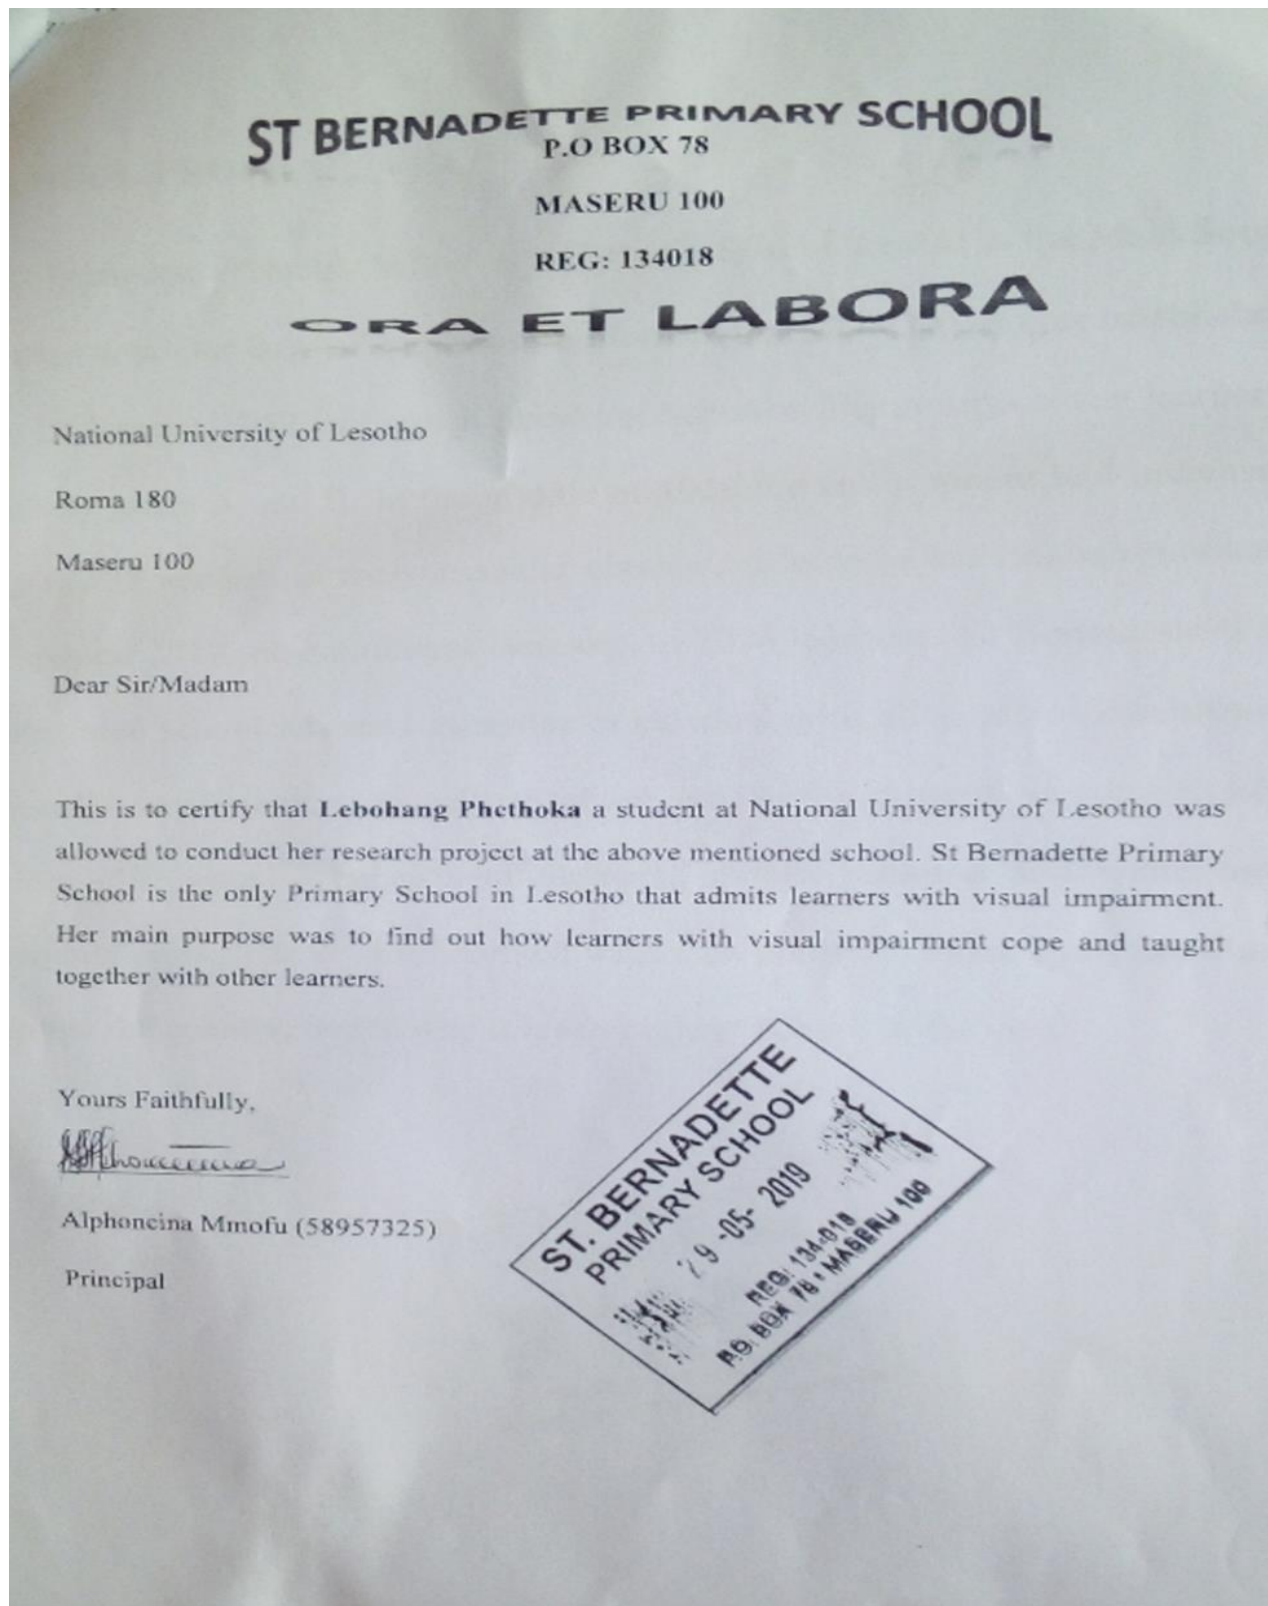 ST BERNADETTE PRIMARY SCHOOL
P.O BOX 78
MASERU 100
REG: 134018
ORA ET LABORA
National University of Lesotho
Roma 180
Maseru 100
Dear Sir/Madam
This is to certify that Lebohang Phethoka a student at National University of Lesotho was
allowed to conduct her research project at the above mentioned school. St Bernadette Primary
School is the only Primary School in Lesotho that admits learners with visual impairment.
Her main purpose was to find out how learners with visual impairment cope and taught
together with other learners.
Yours Faithfully,
Alphoncina Mmofu (58957325)
Principal
ST. BERNADETTE
PRIMARY SCHOOL
29-05-2019
REG: 134-018
P.O. BOX 78 * MASERU 100